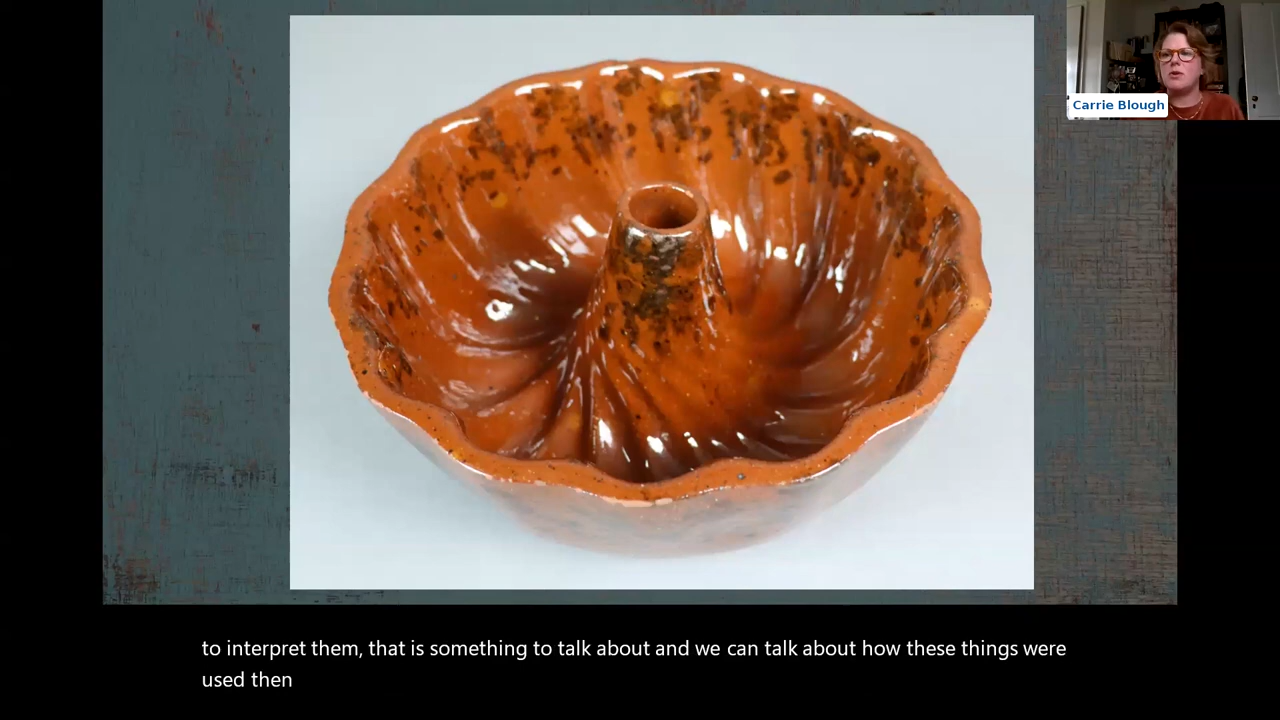 Carrie Blough
to interpret them, that is something to talk about and we can talk about how these things were
used then